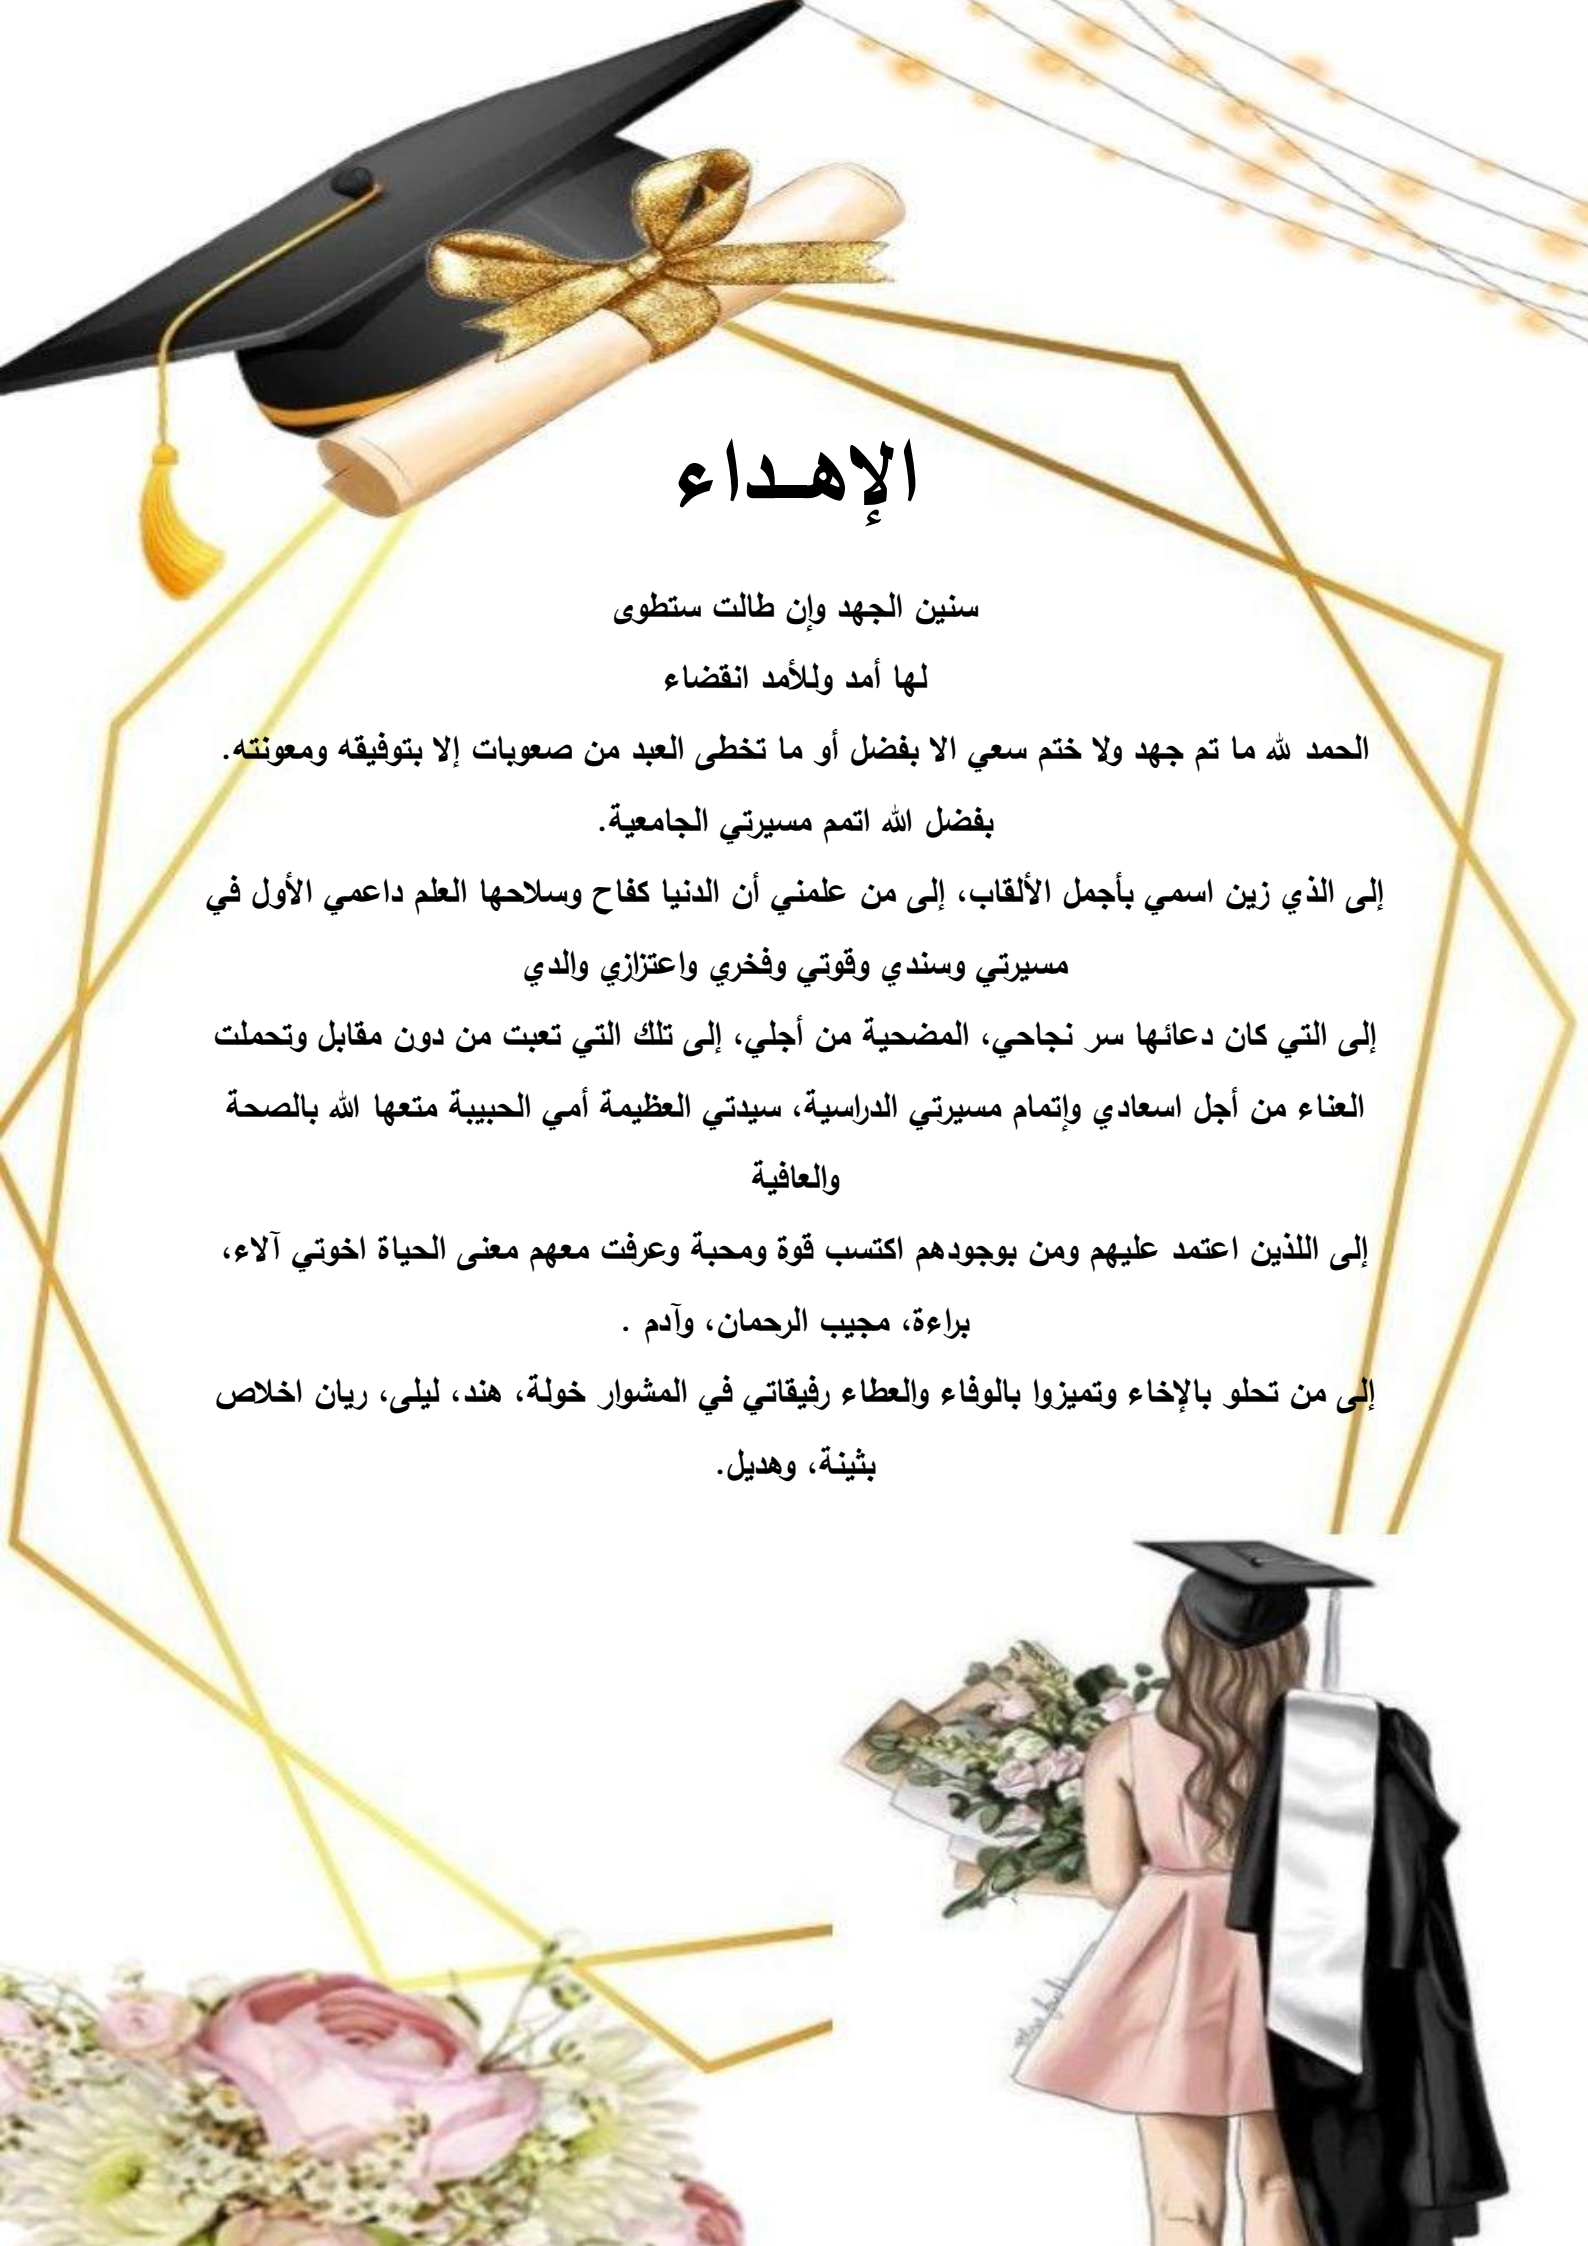 الإهـداء
سنين الجهد وإن طالت ستطوى
لها أمد وللأمد انقضاء
الحمد لله ما تم جهد ولا ختم سعي الا بفضل أو ما تخطى العبد من صعوبات إلا بتوفيقه ومعونته.
بفضل الله اتمم مسيرتي الجامعية.
إلى الذي زين اسمي بأجمل الألقاب، إلى من علمني أن الدنيا كفاح وسلاحها العلم داعمي الأول في
مسيرتي وسندي وقوتي وفخري واعتزازي والدي
إلى التي كان دعائها سر نجاحي، المضحية من أجلي، إلى تلك التي تعبت من دون مقابل وتحملت
العناء من أجل اسعادي وإتمام مسيرتي الدراسية، سيدتي العظيمة أمي الحبيبة متعها الله بالصحة
والعافية
إلى اللذين اعتمد عليهم ومن بوجودهم اكتسب قوة ومحبة وعرفت معهم معنى الحياة اخوتي آلاء،
براءة، مجيب الرحمان، وآدم .
إلى من تحلو بالإخاء وتميزوا بالوفاء والعطاء رفيقاتي في المشوار خولة، هند، ليلى، ريان اخلاص
بثينة، وهديل.